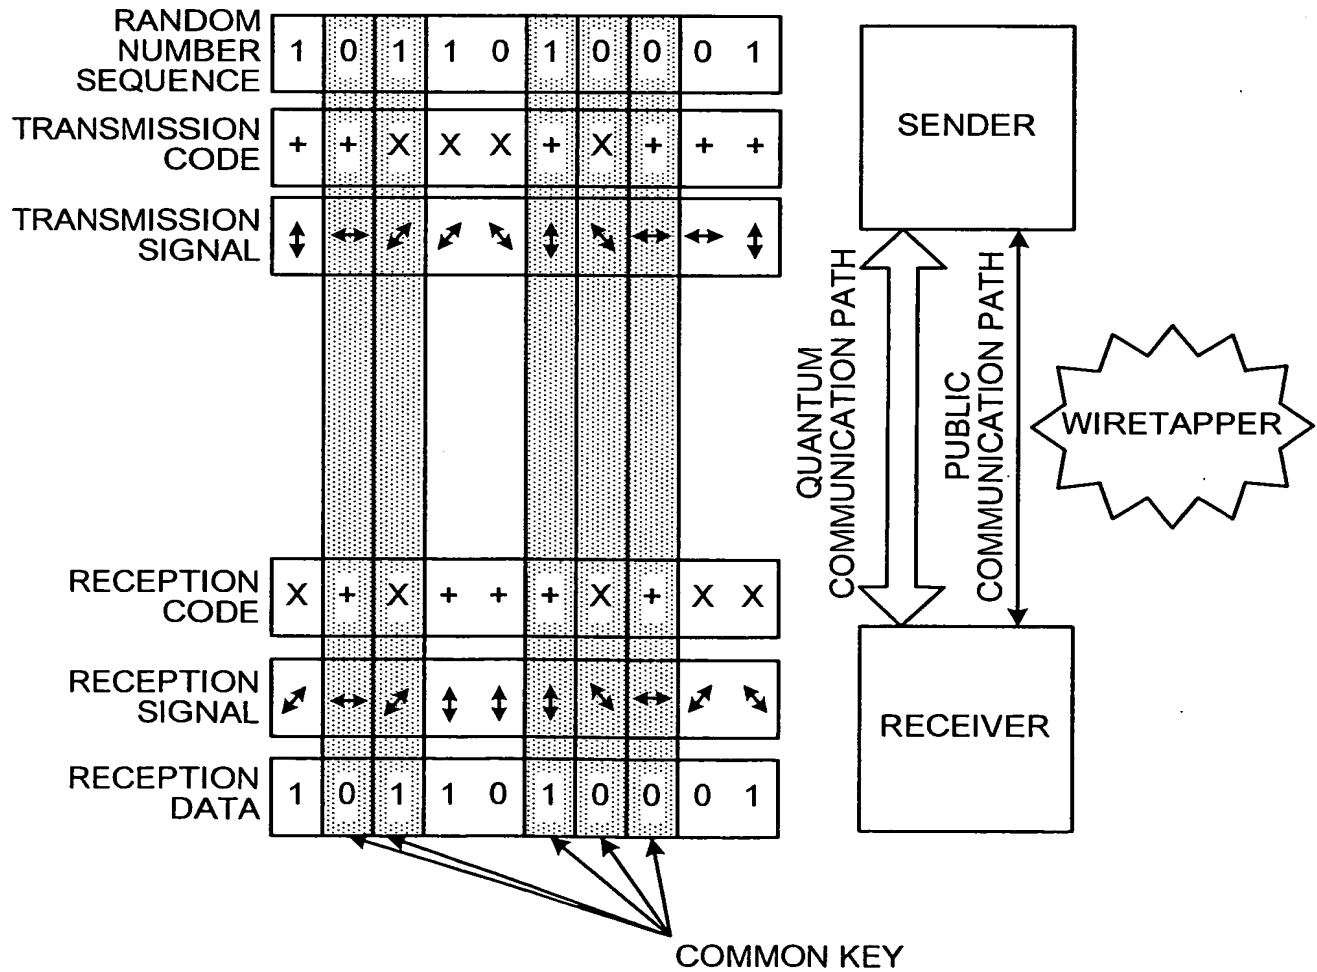 RANDOM
NUMBER
SEQUENCE
1 0 1 1 0 1 0 0 0 1
TRANSMISSION
CODE
+ + X X X + X + + +
TRANSMISSION
SIGNAL
SENDER
QUANTUM
COMMUNICATION PATH
PUBLIC
COMMUNICATION PATH
WIRETAPPER
RECEPTION
CODE
X + X + + + X + X X
RECEPTION
SIGNAL
RECEPTION
DATA
1 0 1 1 0 1 0 0 0 1
RECEIVER
COMMON KEY